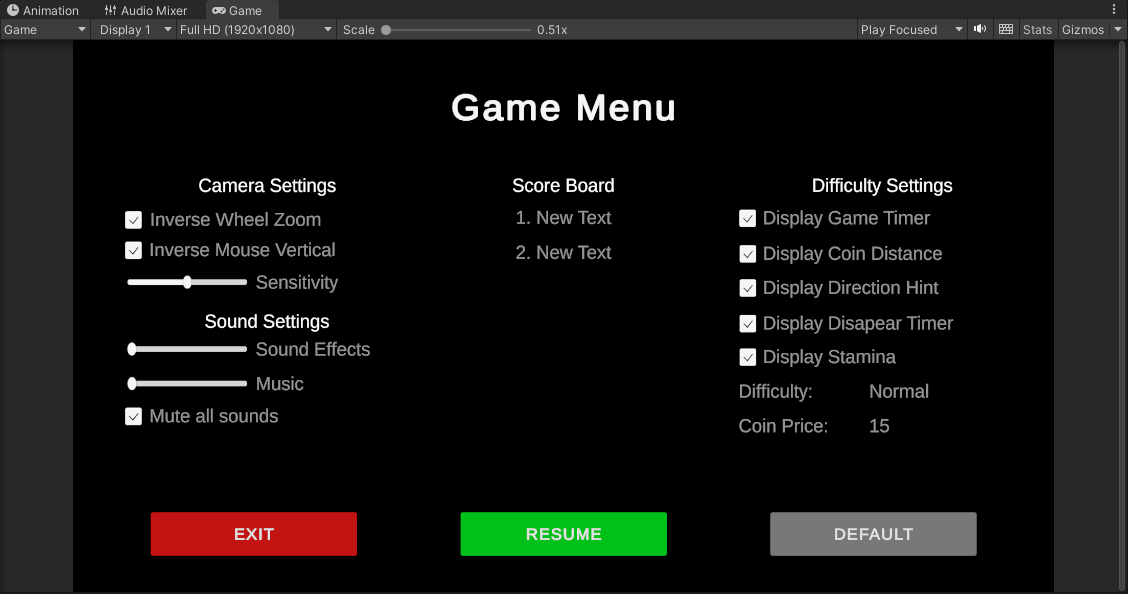 Animation Audio Mixer Game
Game Display 1 Full HD (1920x1080) Scale 0.51x Play Focused Stats Gizmos
Game Menu
Camera Settings
Inverse Wheel Zoom
Inverse Mouse Vertical
Sensitivity
Sound Settings
Sound Effects
Music
Mute all sounds
Score Board
1. New Text
2. New Text
Difficulty Settings
Display Game Timer
Display Coin Distance
Display Direction Hint
Display Disapear Timer
Display Stamina
Difficulty: Normal
Coin Price: 15
EXIT RESUME DEFAULT